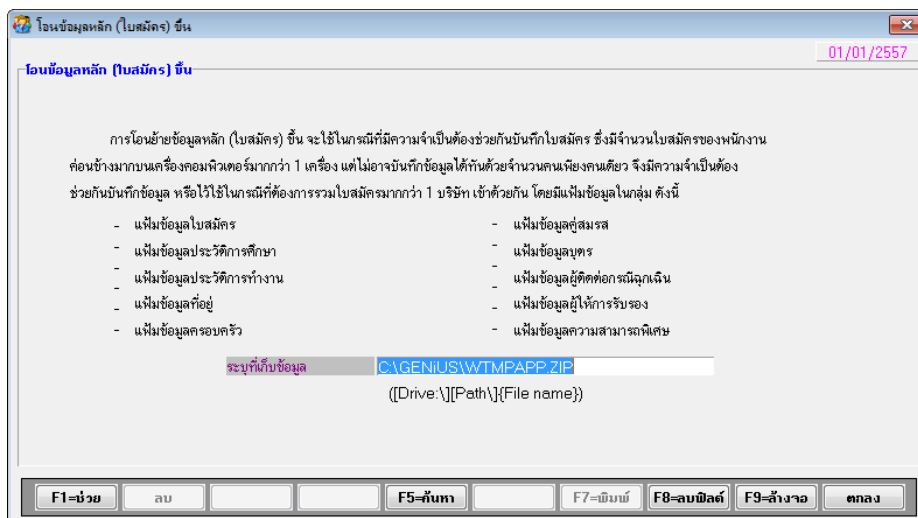 โอนข้อมูลหลัก (ใบสมัคร) ขึ้น
01/01/2557
โอนข้อมูลหลัก (ใบสมัคร) ขึ้น
การโอนย้ายข้อมูลหลัก (ใบสมัคร) ขึ้น จะใช้ในกรณีที่มีความจำเป็นต้องช่วยกันบันทึกใบสมัคร ซึ่งมีจำนวนใบสมัครของพนักงาน
ค่อนข้างมากบนเครื่องคอมพิวเตอร์มากกว่า 1 เครื่อง แต่ไม่อาจบันทึกข้อมูลได้ทันด้วยจำนวนคนเพียงคนเดียว จึงมีความจำเป็นต้อง
ช่วยกันบันทึกข้อมูล หรือไว้ใช้ในกรณีที่ต้องการรวมใบสมัครมากกว่า 1 บริษัท เข้าด้วยกัน โดยมีแฟ้มข้อมูลในกลุ่ม ดังนี้
- แฟ้มข้อมูลใบสมัคร - แฟ้มข้อมูลคู่สมรส
- แฟ้มข้อมูลประวัติการศึกษา - แฟ้มข้อมูลบุตร
- แฟ้มข้อมูลประวัติการทำงาน - แฟ้มข้อมูลผู้ติดต่อกรณีฉุกเฉิน
- แฟ้มข้อมูลที่อยู่ - แฟ้มข้อมูลผู้ให้การรับรอง
- แฟ้มข้อมูลครอบครัว - แฟ้มข้อมูลความสามารถพิเศษ
ระบุที่เก็บข้อมูล C:\GENiUS\WTMPAPP.ZIP
([Drive:\][Path\]{File name})
F1=ช่วย ลบ F5=ค้นหา F7=พิมพ์ F8=ลบฟิลด์ F9=ล้างจอ ตกลง